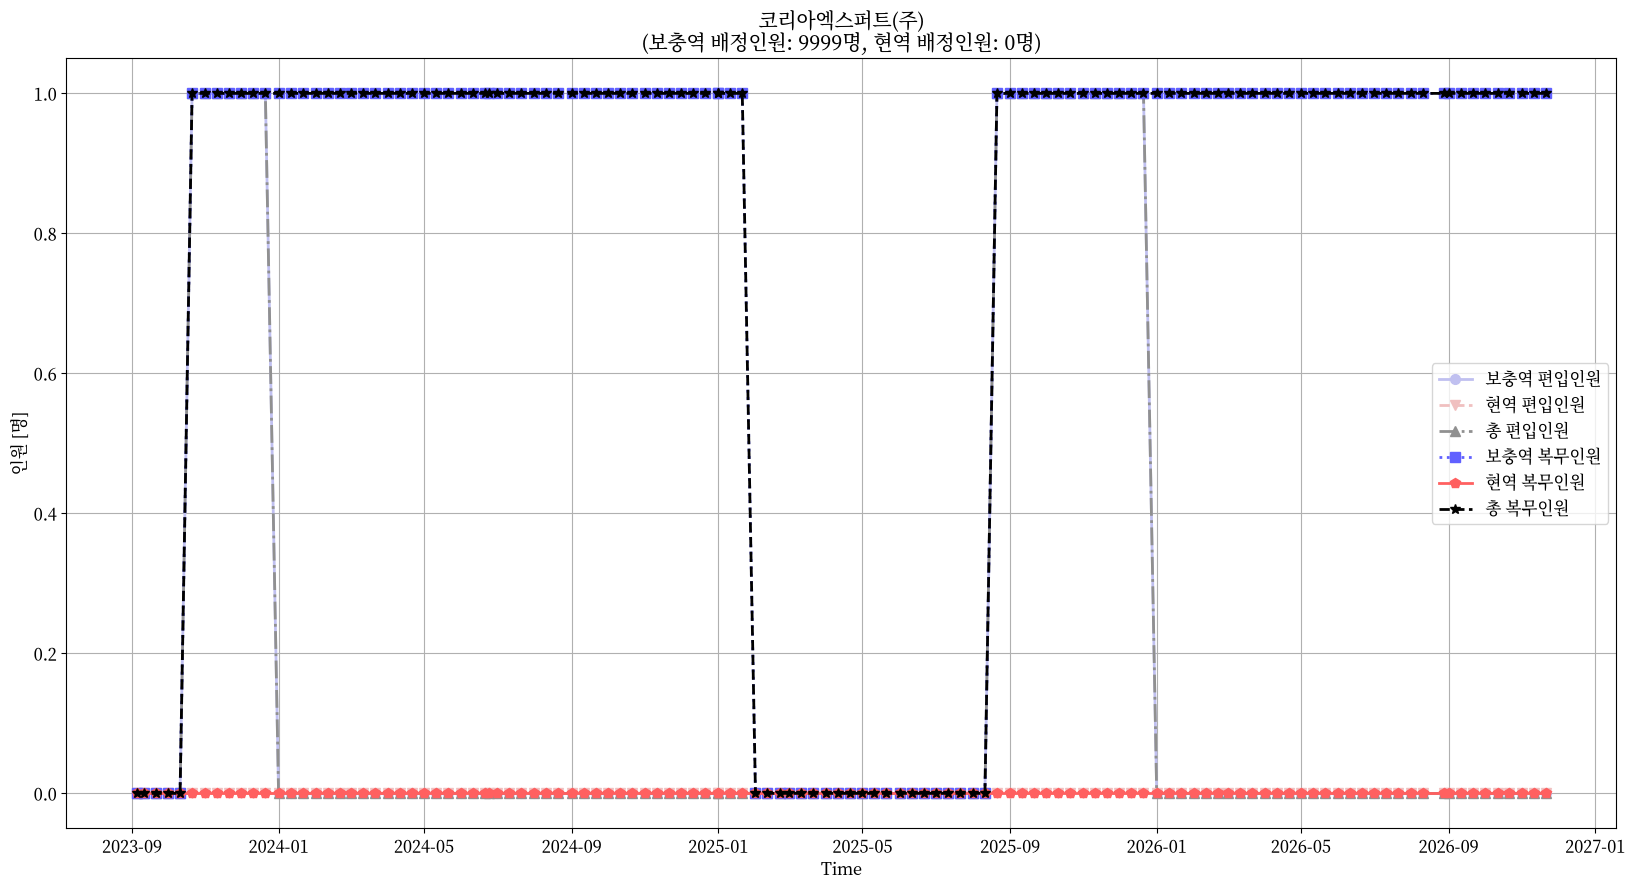 코리아엑스퍼트(주)
(보충역 배정인원: 9999명, 현역 배정인원: 0명)
인원 [명]
1.0
0.8
0.6
0.4
0.2
0.0
보충역 편입인원
현역 편입인원
총 편입인원
보충역 복무인원
현역 복무인원
총 복무인원
2023-09 2024-01 2024-05 2024-09 2025-01 2025-05 2025-09 2026-01 2026-05 2026-09 2027-01
Time